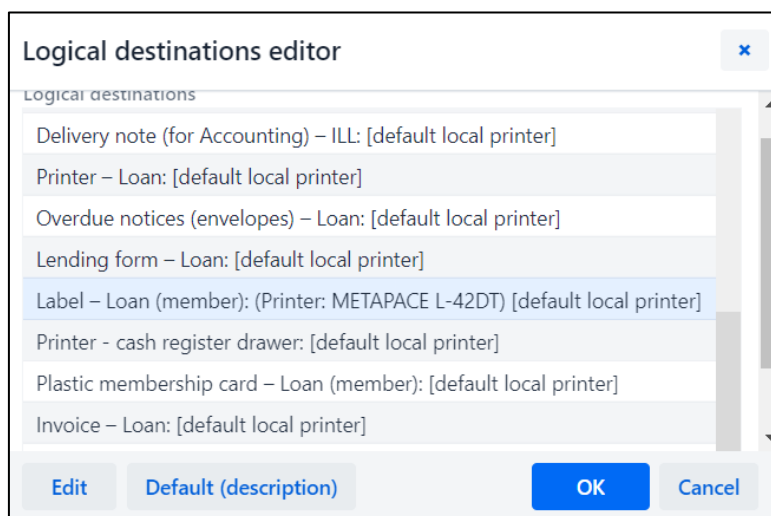 Logical destinations editor
×
Logical destinations
Delivery note (for Accounting) – ILL: [default local printer]
Printer – Loan: [default local printer]
Overdue notices (envelopes) – Loan: [default local printer]
Lending form – Loan: [default local printer]
Label – Loan (member): (Printer: METAPACE L-42DT) [default local printer]
Printer - cash register drawer: [default local printer]
Plastic membership card – Loan (member): [default local printer]
Invoice – Loan: [default local printer]
Edit Default (description) OK Cancel